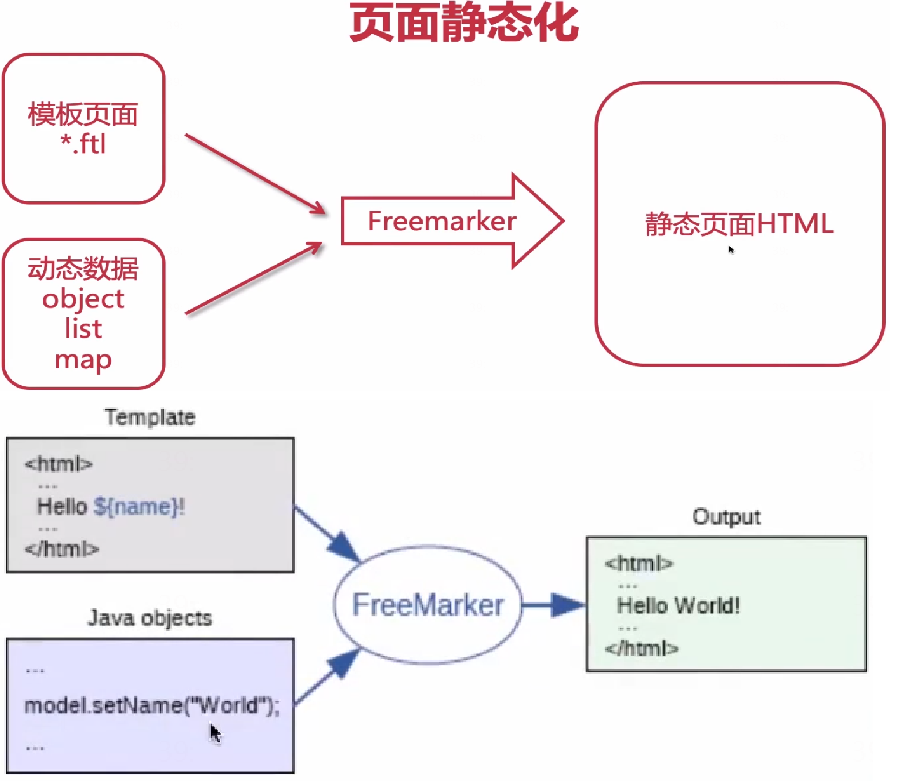 页面静态化
模板页面
*.ftl
动态数据
object
list
map
Freemarker
静态页面HTML
Template
<html>
...
Hello ${name}!
...
</html>
Java objects
...
model.setName("World");
...
FreeMarker
Output
<html>
...
Hello World!
...
</html>